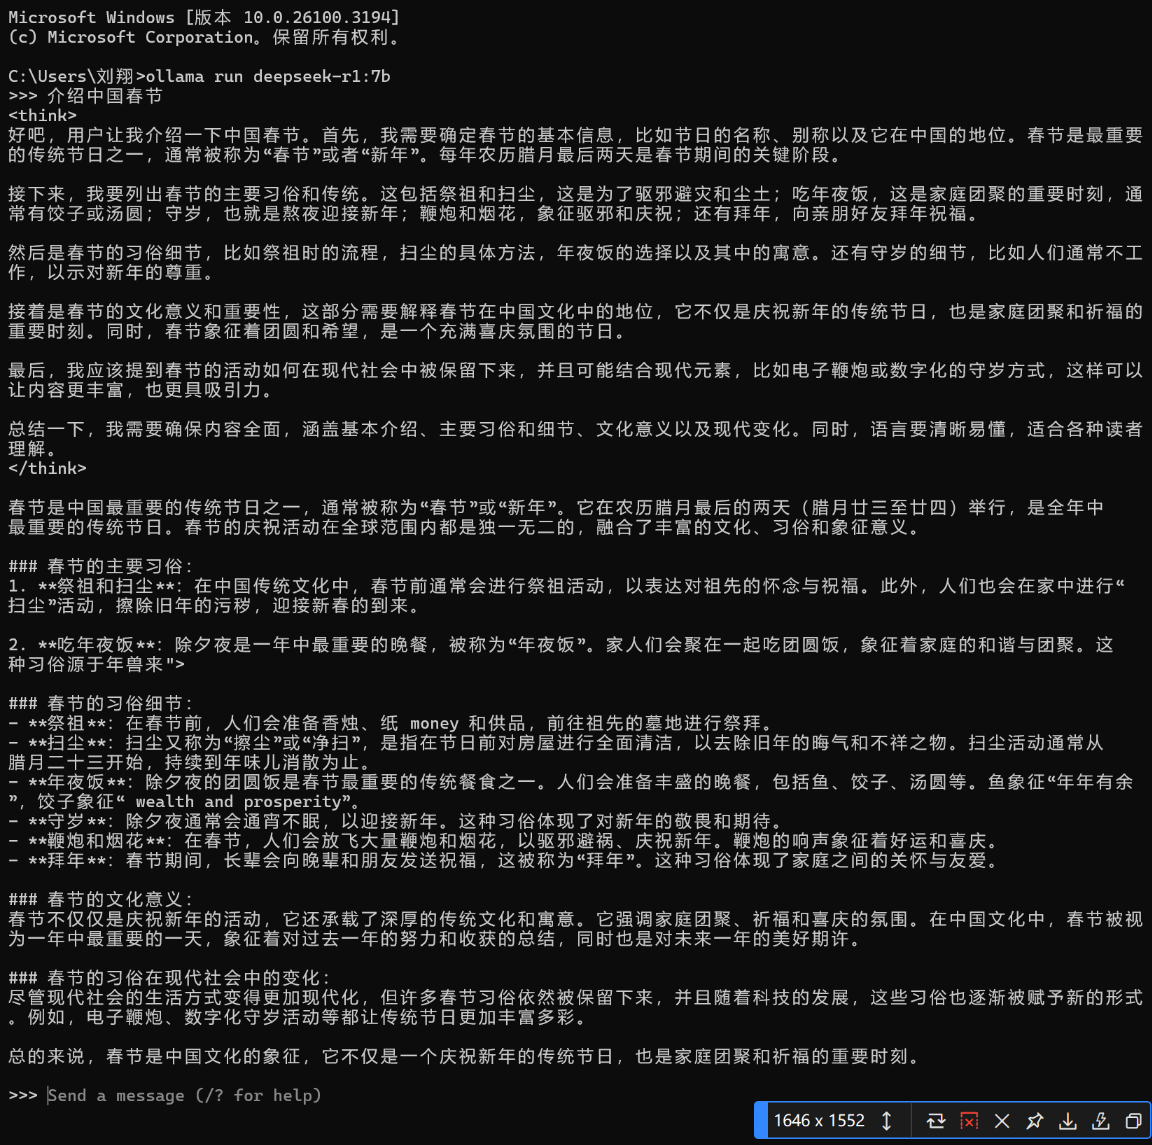 Microsoft Windows [版本 10.0.26100.3194]
(c) Microsoft Corporation。保留所有权利。
C:\Users\刘翔>ollama run deepseek-r1:7b
>>> 介绍中国春节
<think>
好吧，用户让我介绍一下中国春节。首先，我需要确定春节的基本信息，比如节日的名称、别称以及它在中国的地位。春节是最重要
的传统节日之一，通常被称为“春节”或者“新年”。每年农历腊月最后两天是春节期间的关键阶段。
接下来，我要列出春节的主要习俗和传统。这包括祭祖和扫尘，这是为了驱邪避灾和尘土；吃年夜饭，这是家庭团聚的重要时刻，通
常有饺子或汤圆；守岁，也就是熬夜迎接新年；鞭炮和烟花，象征驱邪和庆祝；还有拜年，向亲朋好友拜年祝福。
然后是春节的习俗细节，比如祭祖时的流程，扫尘的具体方法，年夜饭的选择以及其中的寓意。还有守岁的细节，比如人们通常不工
作，以示对新年的尊重。
接着是春节的文化意义和重要性，这部分需要解释春节在中国文化中的地位，它不仅是庆祝新年的传统节日，也是家庭团聚和祈福的
重要时刻。同时，春节象征着团圆和希望，是一个充满喜庆氛围的节日。
最后，我应该提到春节的活动如何在现代社会中被保留下来，并且可能结合现代元素，比如电子鞭炮或数字化的守岁方式，这样可以
让内容更丰富，也更具吸引力。
总结一下，我需要确保内容全面，涵盖基本介绍、主要习俗和细节、文化意义以及现代变化。同时，语言要清晰易懂，适合各种读者
理解。
</think>
春节是中国最重要的传统节日之一，通常被称为“春节”或“新年”。它在农历腊月最后的两天（腊月廿三至廿四）举行，是全年中
最重要的传统节日。春节的庆祝活动在全球范围内都是独一无二的，融合了丰富的文化、习俗和象征意义。
### 春节的主要习俗：
1. **祭祖和扫尘**：在中国传统文化中，春节前通常会进行祭祖活动，以表达对祖先的怀念与祝福。此外，人们也会在家中进行“
扫尘”活动，擦除旧年的污秽，迎接新春的到来。
2. **吃年夜饭**：除夕夜是一年中最重要的晚餐，被称为“年夜饭”。家人们会聚在一起吃团圆饭，象征着家庭的和谐与团聚。这
种习俗源于年兽来">
### 春节的习俗细节：
- **祭祖**：在春节前，人们会准备香烛、纸 money 和供品，前往祖先的墓地进行祭拜。
- **扫尘**：扫尘又称为“擦尘”或“净扫”，是指在节日前对房屋进行全面清洁，以去除旧年的晦气和不祥之物。扫尘活动通常从
腊月二十三开始，持续到年味儿消散为止。
- **年夜饭**：除夕夜的团圆饭是春节最重要的传统餐食之一。人们会准备丰盛的晚餐，包括鱼、饺子、汤圆等。鱼象征“年年有余
”，饺子象征“ wealth and prosperity”。
- **守岁**：除夕夜通常会通宵不眠，以迎接新年。这种习俗体现了对新年的敬畏和期待。
- **鞭炮和烟花**：在春节，人们会放飞大量鞭炮和烟花，以驱邪避祸、庆祝新年。鞭炮的响声象征着好运和喜庆。
- **拜年**：春节期间，长辈会向晚辈和朋友发送祝福，这被称为“拜年”。这种习俗体现了家庭之间的关怀与友爱。
### 春节的文化意义：
春节不仅仅是庆祝新年的活动，它还承载了深厚的传统文化和寓意。它强调家庭团聚、祈福和喜庆的氛围。在中国文化中，春节被视
为一年中最重要的一天，象征着对过去一年的努力和收获的总结，同时也是对未来一年的美好期许。
### 春节的习俗在现代社会中的变化：
尽管现代社会的生活方式变得更加现代化，但许多春节习俗依然被保留下来，并且随着科技的发展，这些习俗也逐渐被赋予新的形式
。例如，电子鞭炮、数字化守岁活动等都让传统节日更加丰富多彩。
总的来说，春节是中国文化的象征，它不仅是一个庆祝新年的传统节日，也是家庭团聚和祈福的重要时刻。
>>> Send a message (/? for help)
1646 x 1552